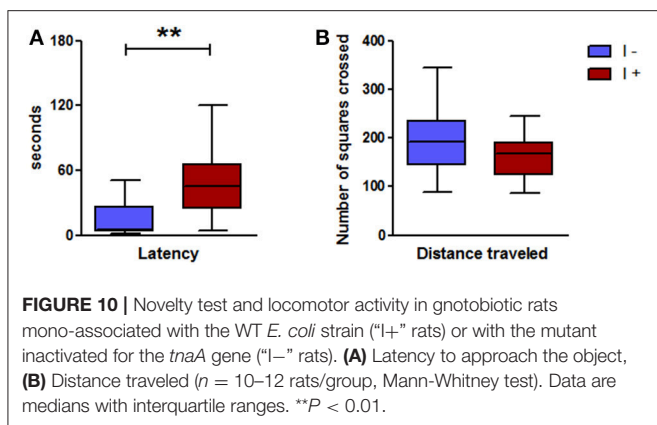 A
180
120
60
0
seconds
**
Latency
B
400
300
200
100
0
Number of squares crossed
Distance traveled
I -
I +
FIGURE 10 | Novelty test and locomotor activity in gnotobiotic rats
mono-associated with the WT E. coli strain (“I+” rats) or with the mutant
inactivated for the tnaA gene (“I−” rats). (A) Latency to approach the object,
(B) Distance traveled (n = 10–12 rats/group, Mann-Whitney test). Data are
medians with interquartile ranges. **P < 0.01.